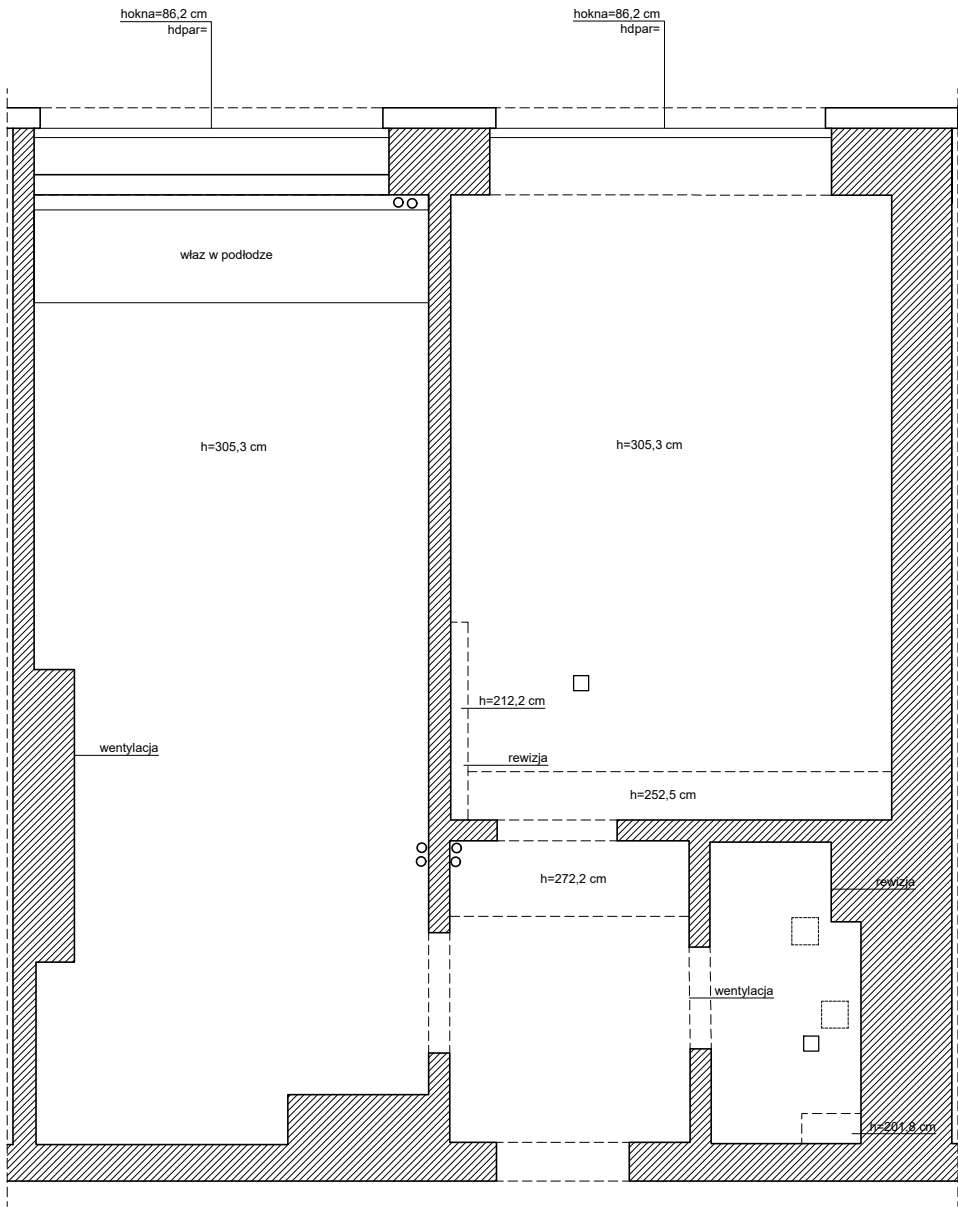 hokna=86,2 cm
hdpar=
hokna=86,2 cm
hdpar=
właz w podłodze
h=305,3 cm
h=305,3 cm
h=212,2 cm
wentylacja
rewizja
h=252,5 cm
h=272,2 cm
rewizja
wentylacja
h=201,8 cm